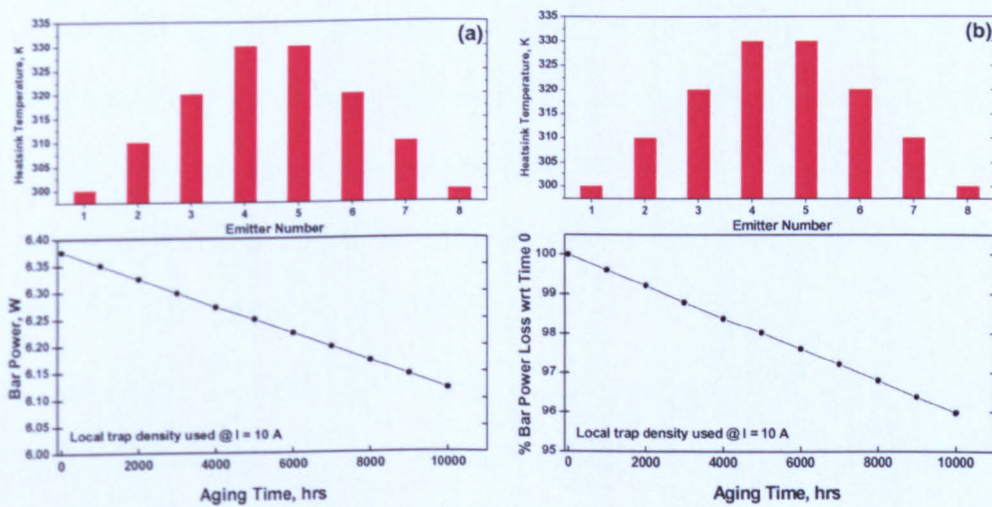 (a)
Heatsink Temperature, K
335
330
325
320
315
310
305
300
1 2 3 4 5 6 7 8
Emitter Number
Bar Power, W
6.40
6.35
6.30
6.25
6.20
6.15
6.10
6.05
6.00
Local trap density used @ I = 10 A
0 2000 4000 6000 8000 10000
Aging Time, hrs
(b)
Heatsink Temperature, K
335
330
325
320
315
310
305
300
1 2 3 4 5 6 7 8
Emitter Number
% Bar Power Loss wrt Time 0
100
99
98
97
96
95
Local trap density used @ I = 10 A
0 2000 4000 6000 8000 10000
Aging Time, hrs